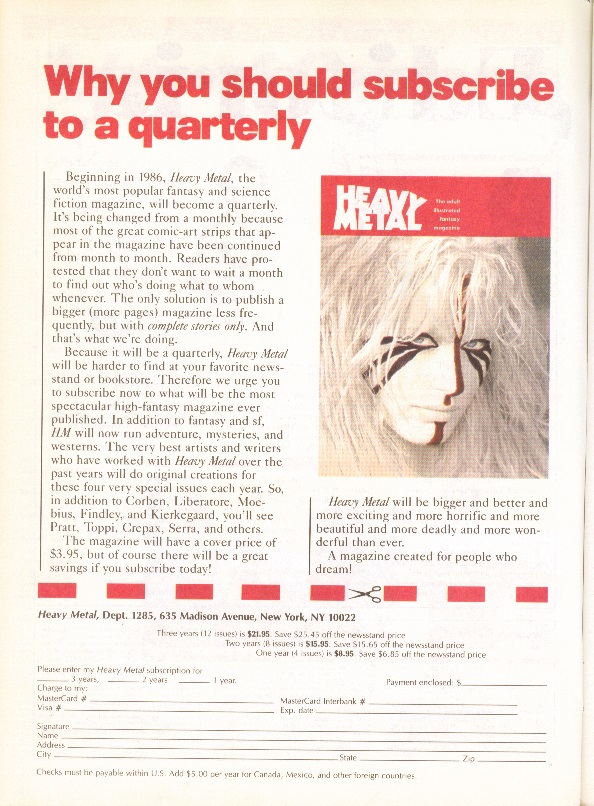 Why you should subscribe
to a quarterly
Beginning in 1986, Heavy Metal, the
world's most popular fantasy and science
fiction magazine, will become a quarterly.
It's being changed from a monthly because
most of the great comic-art strips that ap-
pear in the magazine have been continued
from month to month. Readers have pro-
tested that they don't want to wait a month
to find out who's doing what to whom
whenever. The only solution is to publish a
bigger (more pages) magazine less fre-
quently, but with complete stories only. And
that's what we're doing.
Because it will be a quarterly, Heavy Metal
will be harder to find at your favorite news-
stand or bookstore. Therefore we urge you
to subscribe now to what will be the most
spectacular high-fantasy magazine ever
published. In addition to fantasy and sf,
HM will now run adventure, mysteries, and
westerns. The very best artists and writers
who have worked with Heavy Metal over the
past years will do original creations for
these four very special issues each year. So,
in addition to Corben, Liberatore, Moe-
bius, Findley, and Kierkegaard, you'll see
Pratt, Toppi, Crepax, Serra, and others.
The magazine will have a cover price of
$3.95, but of course there will be a great
savings if you subscribe today!
HEAVY
METAL
The adult
illustrated
fantasy
magazine
Heavy Metal will be bigger and better and
more exciting and more horrific and more
beautiful and more deadly and more won-
derful than ever.
A magazine created for people who
dream!
Heavy Metal, Dept. 1285, 635 Madison Avenue, New York, NY 10022
Three years (12 issues) is $21.95. Save $25.45 off the newsstand price
Two years (8 issues) is $15.95. Save $15.65 off the newsstand price
One year (4 issues) is $8.95. Save $6.85 off the newsstand price
Please enter my Heavy Metal subscription for
3 years, 2 years 1 year. Payment enclosed: $
Charge to my:
MasterCard # MasterCard Interbank #
Visa # Exp. date
Signature
Name
Address
City State Zip
Checks must be payable within U.S. Add $5.00 per year for Canada, Mexico, and other foreign countries.